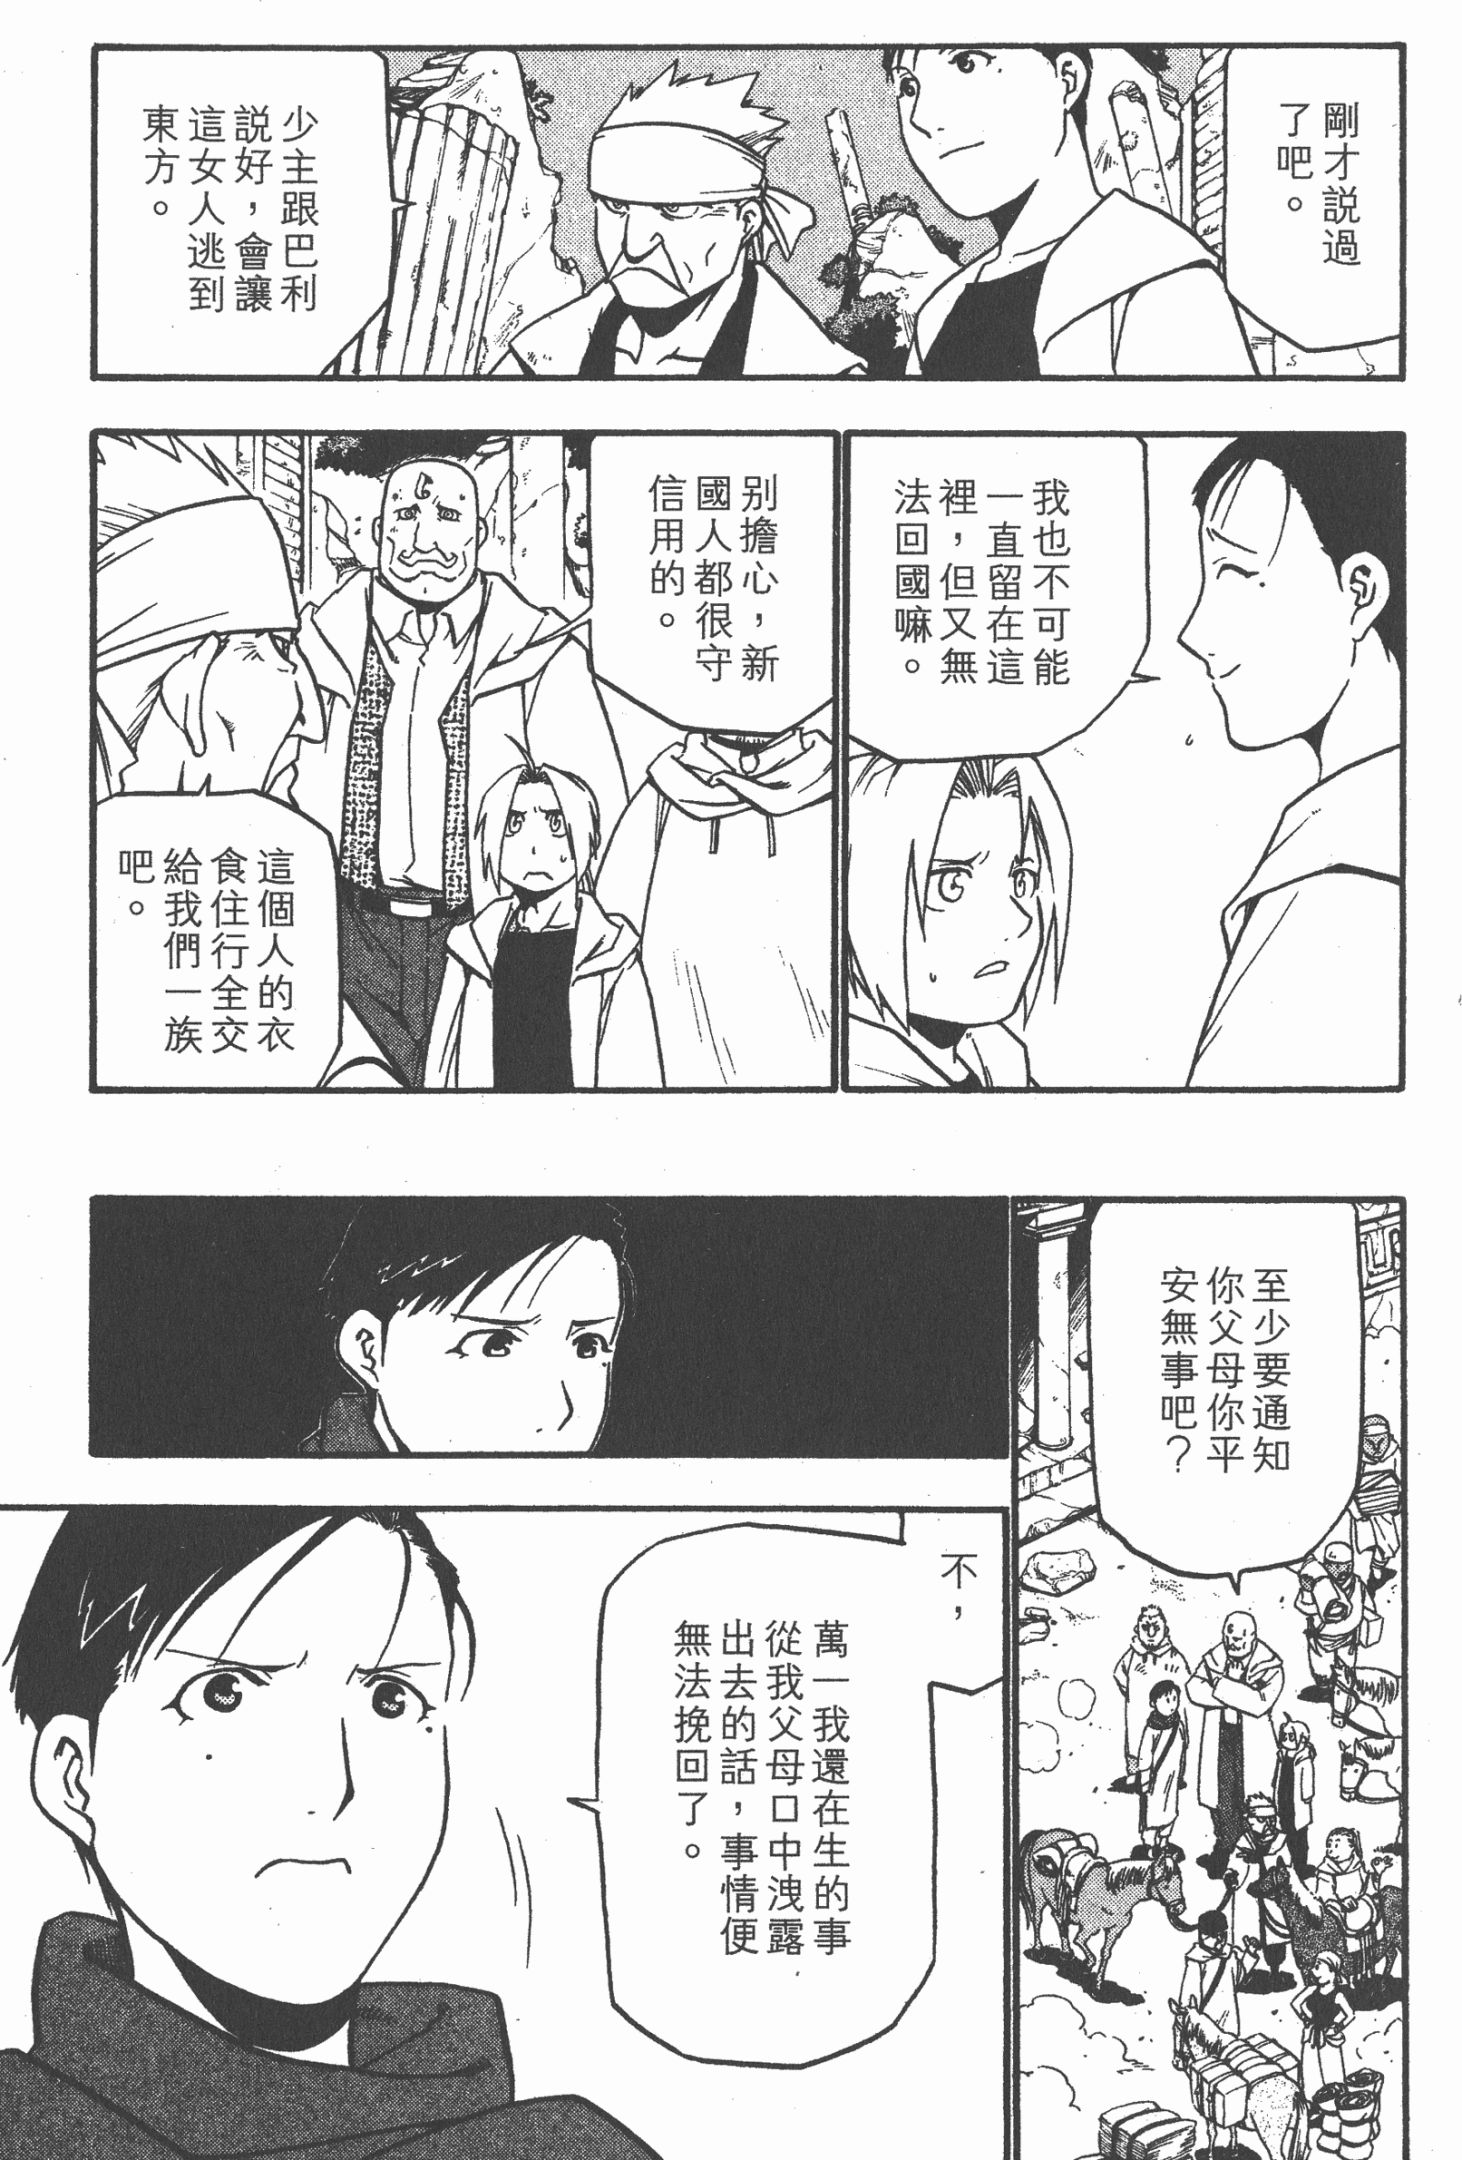 剛才説過
了吧。
少主跟巴利
説好，會讓
這女人逃到
東方。
我也不可能
一直留在這
裡，但又無
法回國嘛。
別擔心，新
國人都很守
信用的。
這個人的衣
食住行全交
給我們一族
吧。
至少要通知
你父母你平
安無事吧？
不，
萬一我還在生的事
從我父母口中洩露
出去的話，事情便
無法挽回了。